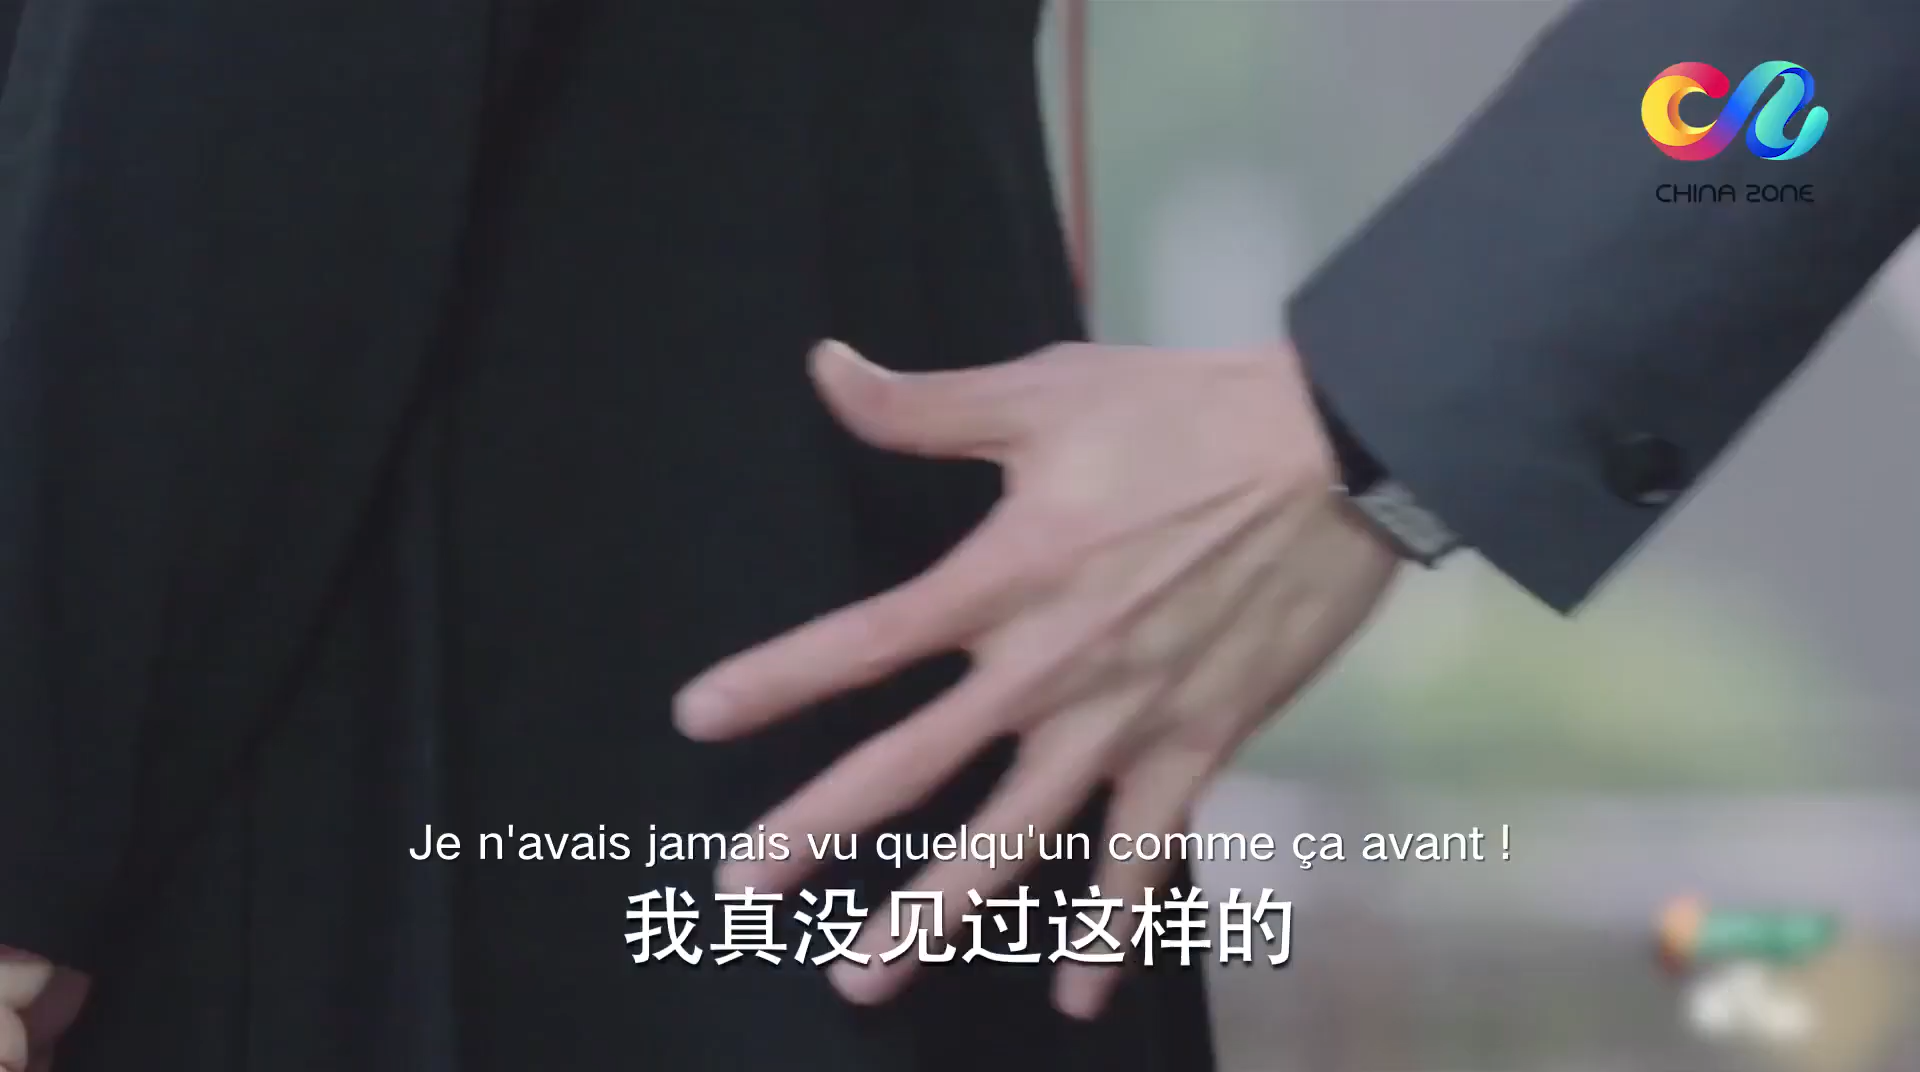 CHINA ZONE
Je n'avais jamais vu quelqu'un comme ça avant !
我真没见过这样的